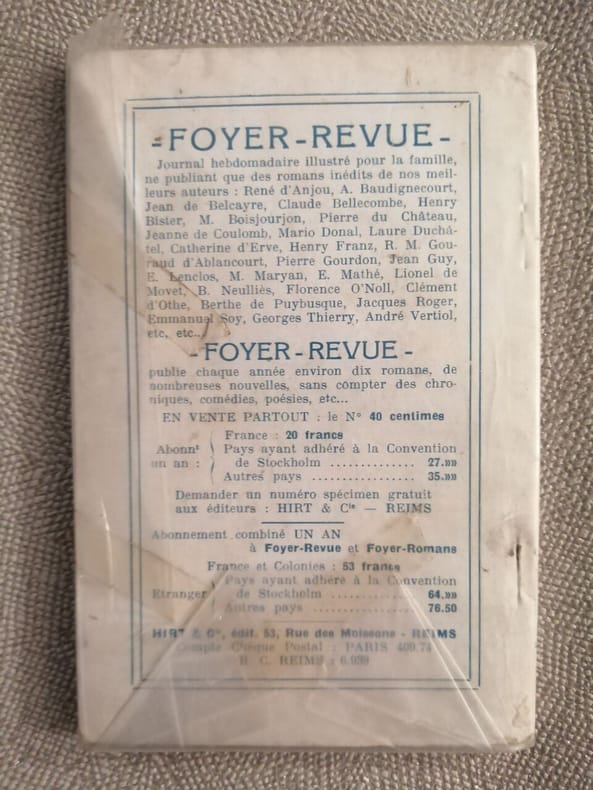 - FOYER - REVUE -
Journal hebdomadaire illustré pour la famille,
ne publiant que des romans inédits de nos meil-
leurs auteurs : René d'Anjou, A. Baudignecourt,
Jean de Belcayre, Claude Bellecombe, Henry
Bister, M. Boisjourjon, Pierre du Château,
Jeanne de Coulomb, Mario Donal, Laure Duchâ-
tel, Catherine d'Erve, Henry Franz, R. M. Gou-
raud d'Ablancourt, Pierre Gourdon, Jean Guy,
E. Lenclos, M. Maryan, E. Mathé, Lionel de
Movet, B. Neulliès, Florence O'Noll, Clément
d'Othe, Berthe de Puybusque, Jacques Roger,
Emmanuel Soy, Georges Thierry, André Vertiol,
etc, etc...
- FOYER - REVUE -
publie chaque année environ dix romans, de
nombreuses nouvelles, sans compter des chro-
niques, comédies, poésies, etc...
EN VENTE PARTOUT : le N° 40 centimes
France : 20 francs
Abonnt Pays ayant adhéré à la Convention
un an : de Stockholm .............. 27.»»
Autres pays ................. 35.»»
Demander un numéro spécimen gratuit
aux éditeurs : HIRT & Cie — REIMS
Abonnement combiné UN AN
à Foyer-Revue et Foyer-Romans
France et Colonies : 53 francs
Pays ayant adhéré à la Convention
Etranger de Stockholm .............. 64.»»
Autres pays ................. 76.50
HIRT & Cie, édit. 53, Rue des Moissons - REIMS
Compte Chèque Postal : PARIS 409.74
R. C. REIMS : 6.939